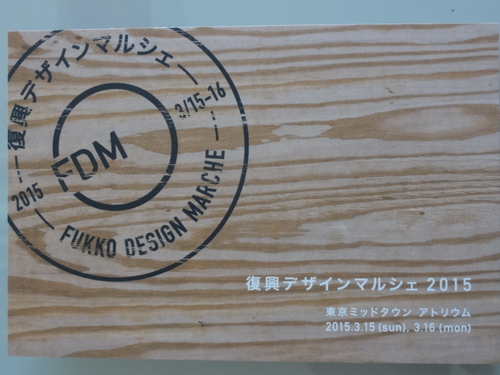 復興デザインマルシェ
3/15-16
2015
FDM
FUKKO DESIGN MARCHE
復興デザインマルシェ 2015
東京ミッドタウン アトリウム
2015.3.15 (sun), 3.16 (mon)